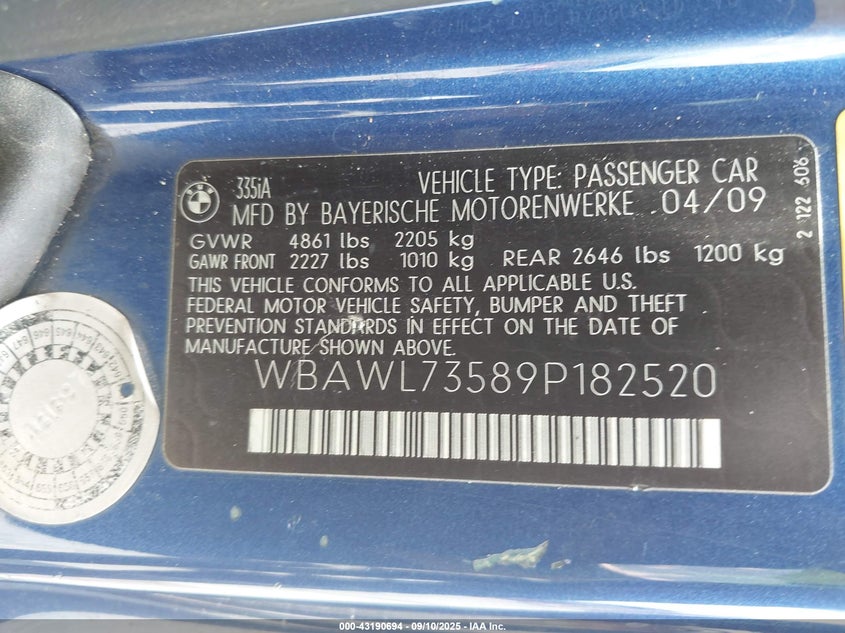 335iA VEHICLE TYPE: PASSENGER CAR
MFD BY BAYERISCHE MOTORENWERKE 04/09
GVWR 4861 lbs 2205 kg
GAWR FRONT 2227 lbs 1010 kg REAR 2646 lbs 1200 kg
THIS VEHICLE CONFORMS TO ALL APPLICABLE U.S.
FEDERAL MOTOR VEHICLE SAFETY, BUMPER AND THEFT
PREVENTION STANDARDS IN EFFECT ON THE DATE OF
MANUFACTURE SHOWN ABOVE.
WBAWL73589P182520
2 122 606
BMW
000-43190694 - 09/10/2025 - IAA Inc.